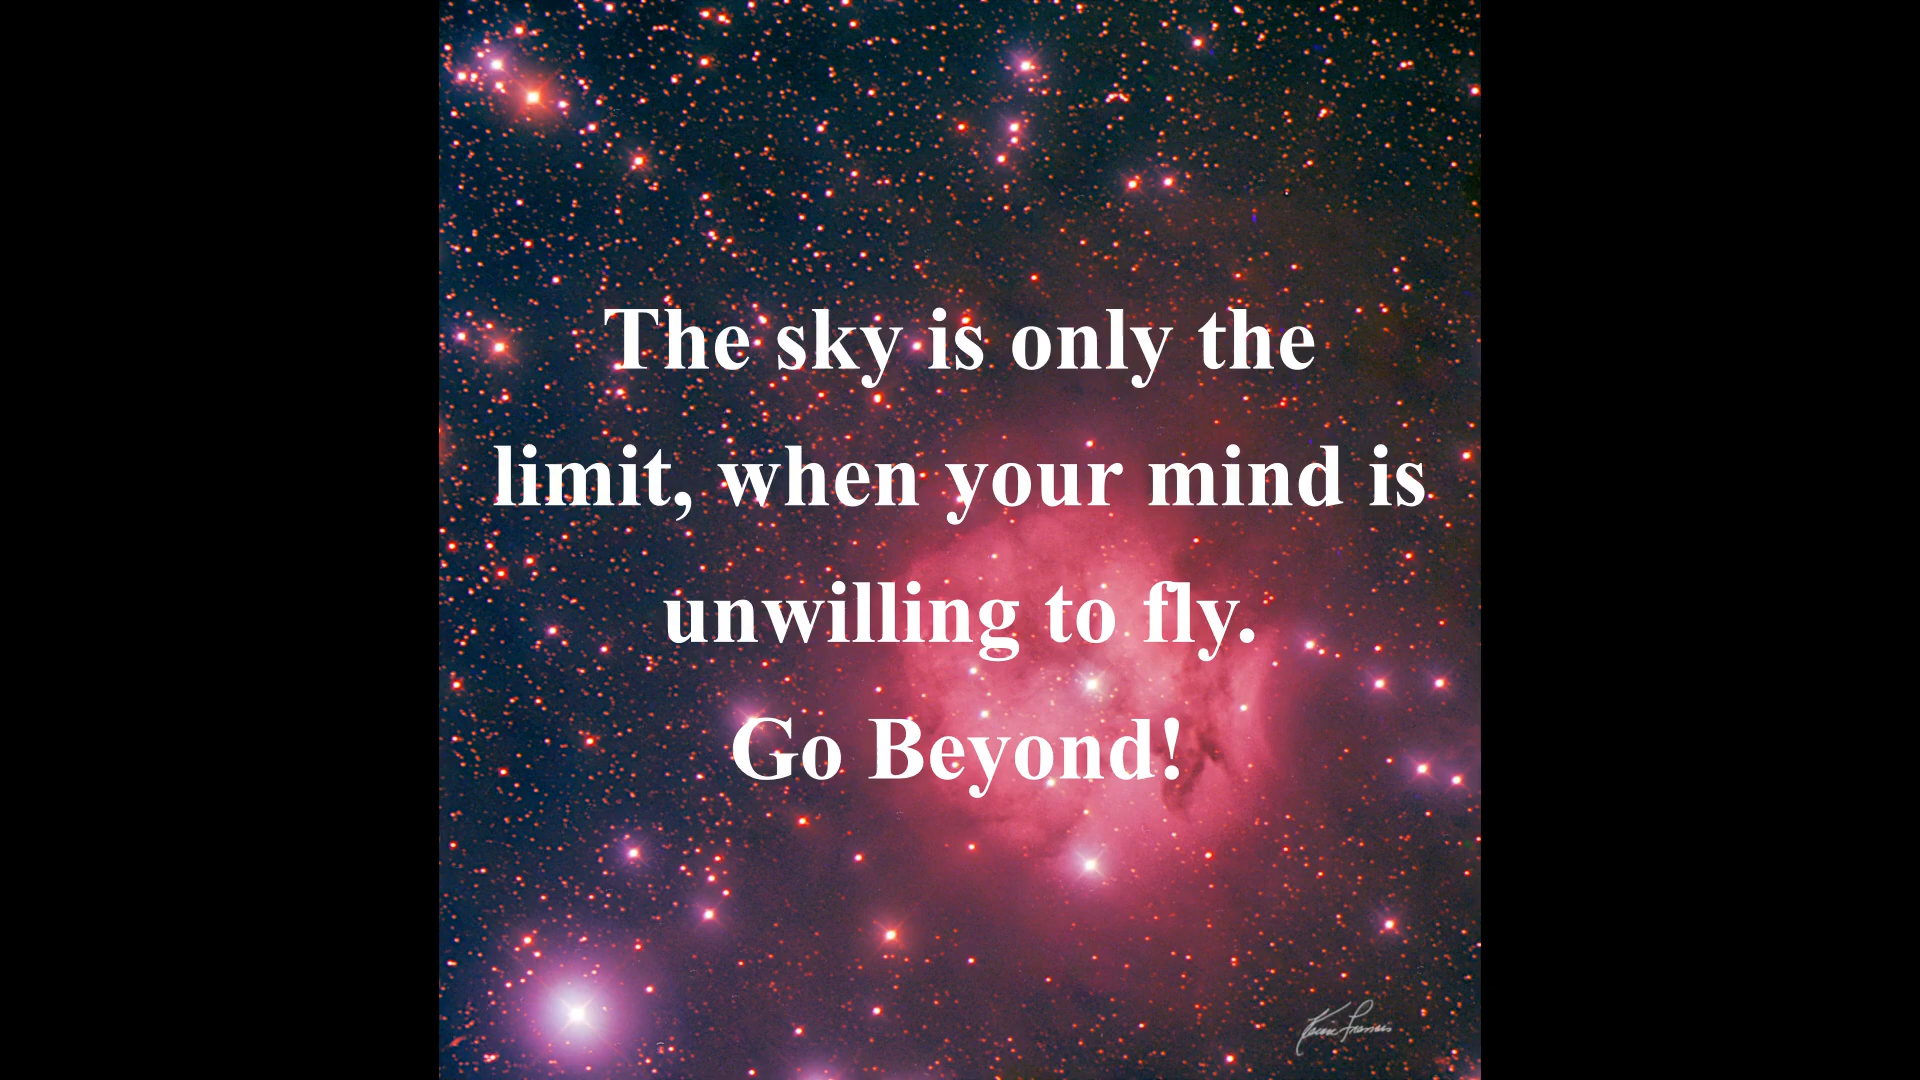 The sky is only the
limit, when your mind is
unwilling to fly.
Go Beyond!